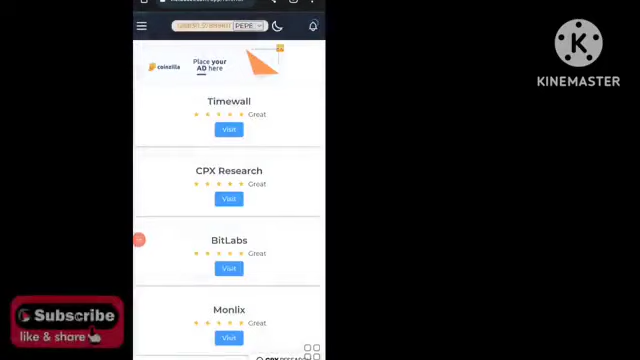 PEPE
KINEMASTER
coinzilla
Place your
AD here
Timewall
Great
Visit
CPX Research
Great
Visit
BitLabs
Great
Visit
Monlix
Great
Visit
Subscribe
like & share